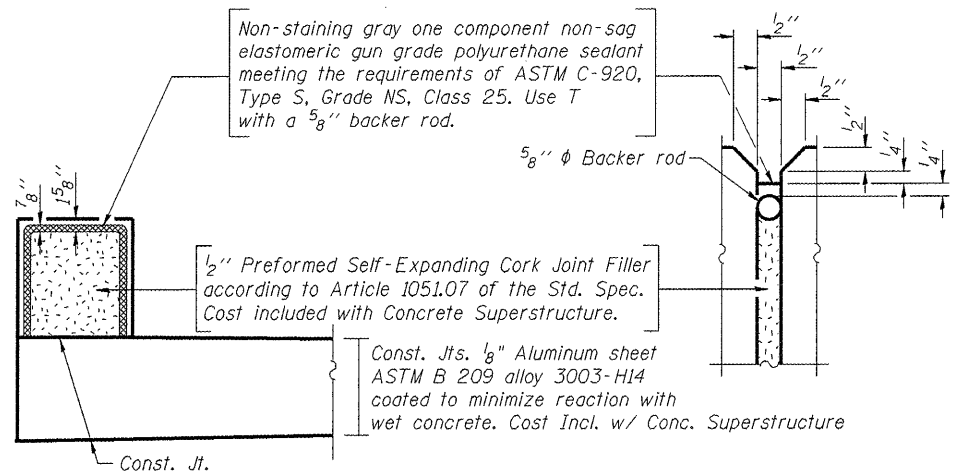 Non-staining gray one component non-sag
elastomeric gun grade polyurethane sealant
meeting the requirements of ASTM C-920,
Type S, Grade NS, Class 25. Use T
with a 5/8" backer rod.
1/2"
1/2"
1/2"
1/2"
1/4"
1/4"
5/8" ϕ Backer rod
7/8"
1 5/8"
1/2" Preformed Self-Expanding Cork Joint Filler
according to Article 1051.07 of the Std. Spec.
Cost included with Concrete Superstructure.
Const. Jts. 1/8" Aluminum sheet
ASTM B 209 alloy 3003-H14
coated to minimize reaction with
wet concrete. Cost Incl. w/ Conc. Superstructure
Const. Jt.